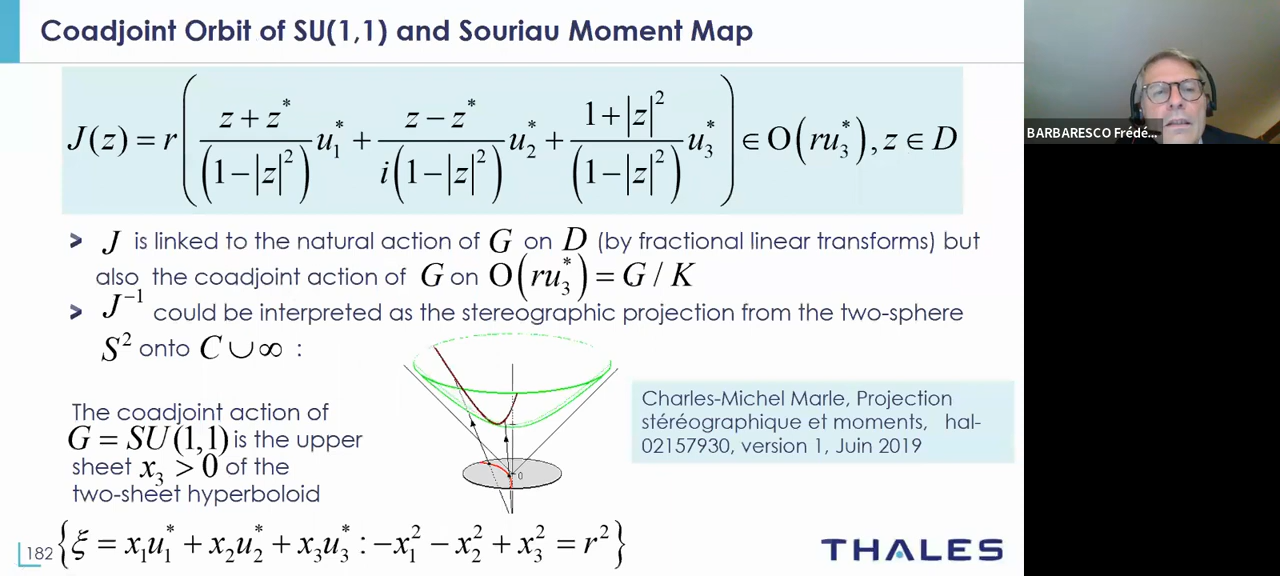 Coadjoint Orbit of SU(1,1) and Souriau Moment Map
J(z) = r( (z + z*)/(1−|z|²) u₁* + (z − z*)/(i(1−|z|²)) u₂* + (1+|z|²)/(1−|z|²) u₃* ) ∈ O(ru₃*), z ∈ D
BARBARESCO Frédé...
> J is linked to the natural action of G on D (by fractional linear transforms) but
also the coadjoint action of G on O(ru₃*) = G / K
> J⁻¹ could be interpreted as the stereographic projection from the two-sphere
S² onto C ∪ ∞ :
The coadjoint action of
G = SU(1,1) is the upper
sheet x₃ > 0 of the
two-sheet hyperboloid
0
Charles-Michel Marle, Projection
stéréographique et moments, hal-
02157930, version 1, Juin 2019
{ξ = x₁u₁* + x₂u₂* + x₃u₃* : −x₁² − x₂² + x₃² = r²}
182
THALES